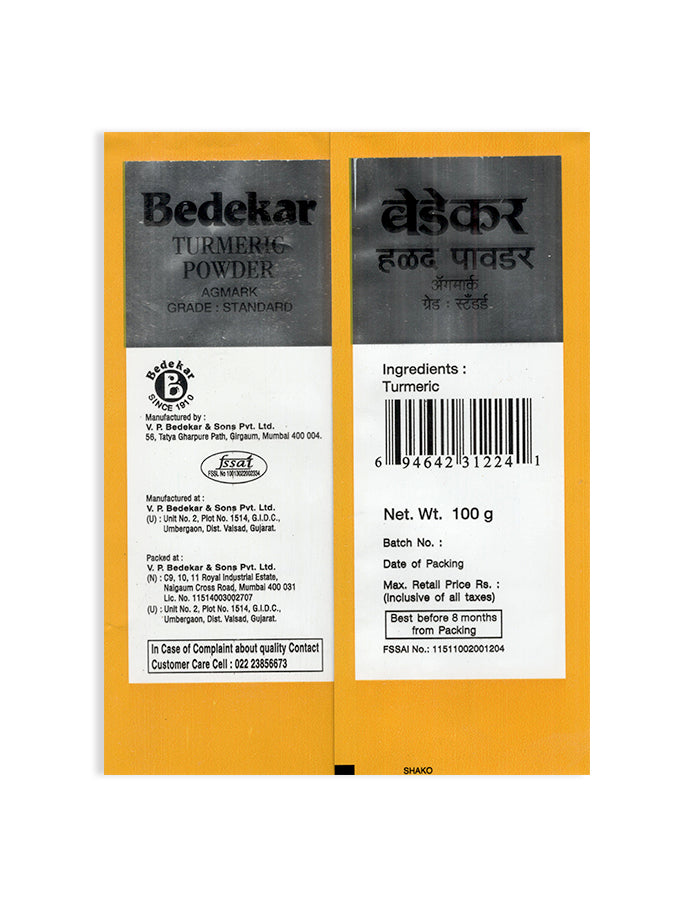 Bedekar
TURMERIC
POWDER
AGMARK
GRADE : STANDARD
Bedekar
B
SINCE 1910
Manufactured by :
V. P. Bedekar & Sons Pvt. Ltd.
56, Tatya Gharpure Path, Girgaum, Mumbai 400 004.
fssai
Manufactured at :
V. P. Bedekar & Sons Pvt. Ltd.
(U) : Unit No. 2, Plot No. 1514, G.I.D.C.,
Umbergaon, Dist. Valsad, Gujarat.
Packed at :
V. P. Bedekar & Sons Pvt. Ltd.
(N) : C9, 10, 11 Royal Industrial Estate,
Naigaum Cross Road, Mumbai 400 031
Lic. No. 11514003002707
(U) : Unit No. 2, Plot No. 1514, G.I.D.C.,
Umbergaon, Dist. Valsad, Gujarat.
In Case of Complaint about quality Contact
Customer Care Cell : 022 23856673
बेडेकर
हळद पावडर
ॲगमार्क
ग्रेड : स्टँडर्ड
Ingredients :
Turmeric
6 94642 31224 1
Net. Wt. 100 g
Batch No. :
Date of Packing
Max. Retail Price Rs. :
(inclusive of all taxes)
Best before 8 months
from Packing
FSSAI No.: 11511002001204
SHAKO